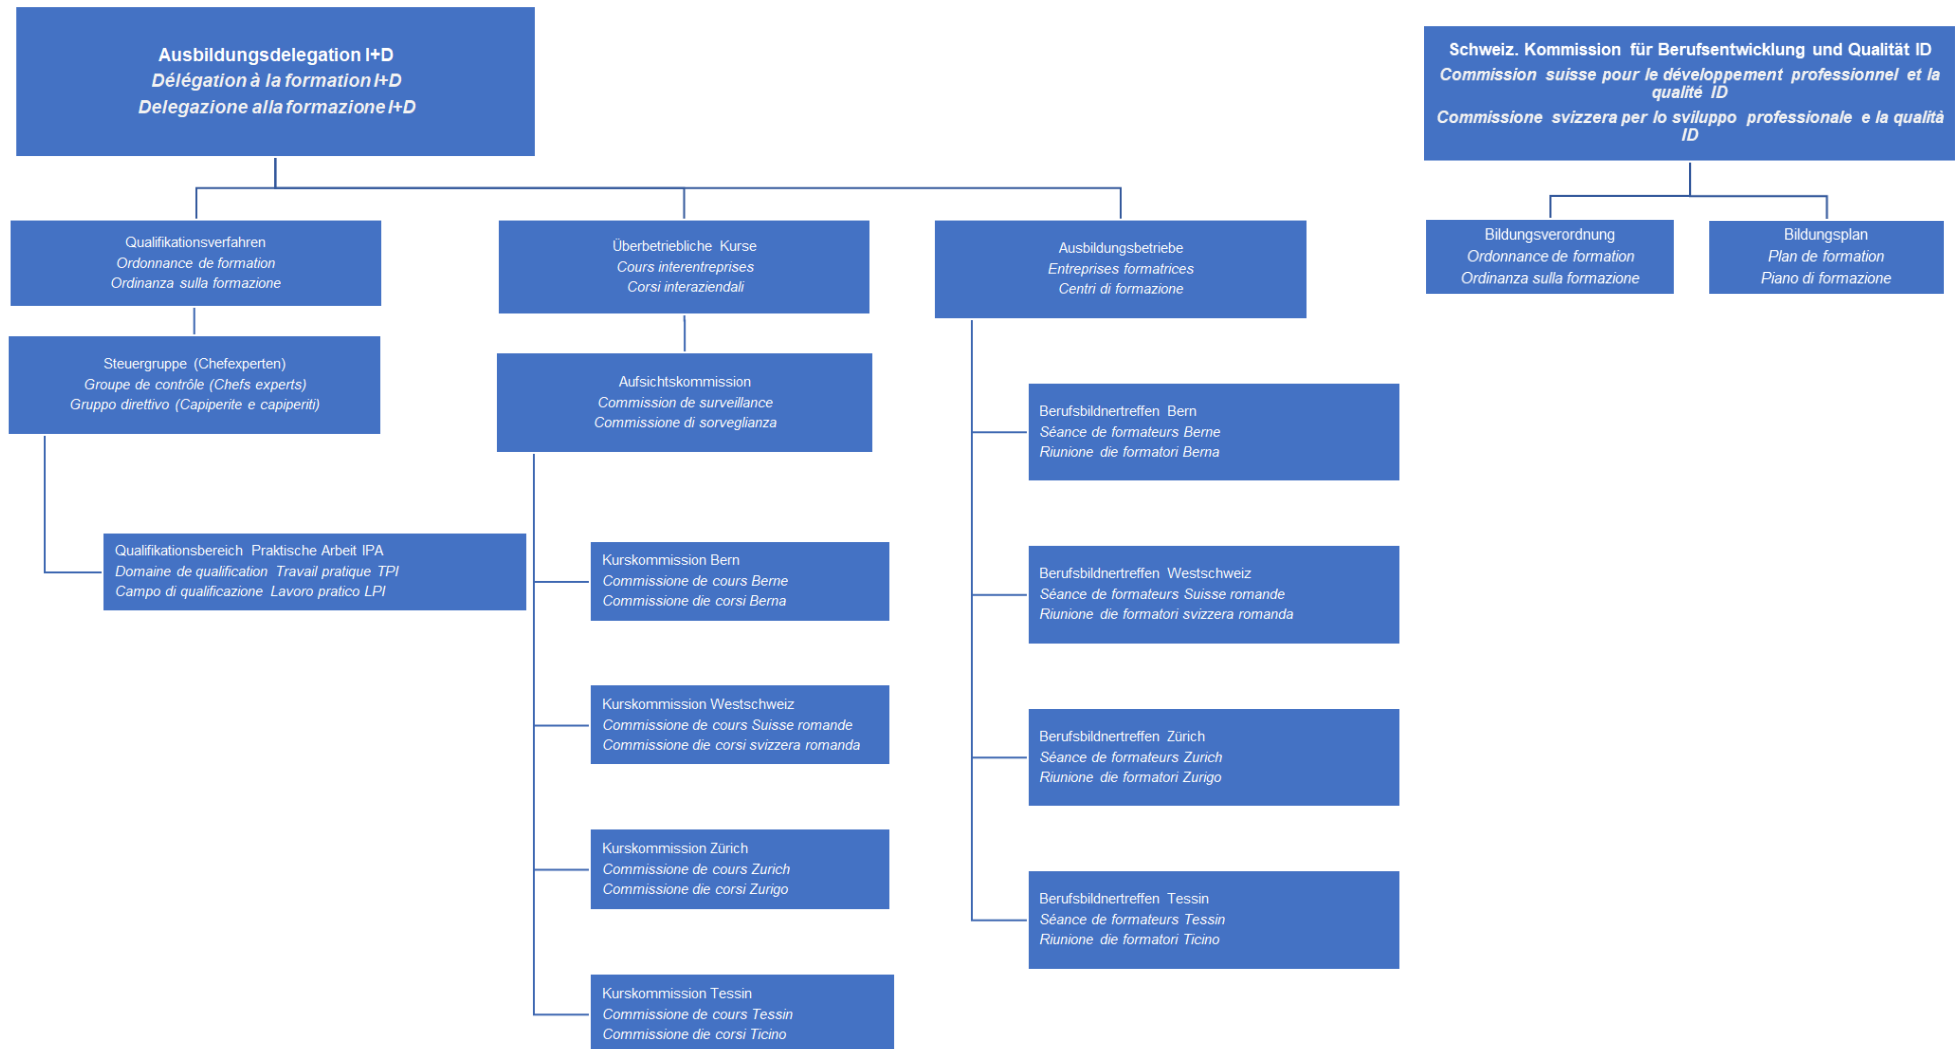 Ausbildungsdelegation I+D
Délégation à la formation I+D
Delegazione alla formazione I+D
Schweiz. Kommission für Berufsentwicklung und Qualität ID
Commission suisse pour le développement professionnel et la
qualité ID
Commissione svizzera per lo sviluppo professionale e la qualità
ID
Qualifikationsverfahren
Ordonnance de formation
Ordinanza sulla formazione
Überbetriebliche Kurse
Cours interentreprises
Corsi interaziendali
Ausbildungsbetriebe
Entreprises formatrices
Centri di formazione
Bildungsverordnung
Ordonnance de formation
Ordinanza sulla formazione
Bildungsplan
Plan de formation
Piano di formazione
Steuergruppe (Chefexperten)
Groupe de contrôle (Chefs experts)
Gruppo direttivo (Capiperite e capiperiti)
Aufsichtskommission
Commission de surveillance
Commissione di sorveglianza
Qualifikationsbereich Praktische Arbeit IPA
Domaine de qualification Travail pratique TPI
Campo di qualificazione Lavoro pratico LPI
Kurskommission Bern
Commissione de cours Berne
Commissione die corsi Berna
Kurskommission Westschweiz
Commissione de cours Suisse romande
Commissione die corsi svizzera romanda
Kurskommission Zürich
Commissione de cours Zurich
Commissione die corsi Zurigo
Kurskommission Tessin
Commissione de cours Tessin
Commissione die corsi Ticino
Berufsbildnertreffen Bern
Séance de formateurs Berne
Riunione die formatori Berna
Berufsbildnertreffen Westschweiz
Séance de formateurs Suisse romande
Riunione die formatori svizzera romanda
Berufsbildnertreffen Zürich
Séance de formateurs Zurich
Riunione die formatori Zurigo
Berufsbildnertreffen Tessin
Séance de formateurs Tessin
Riunione die formatori Ticino